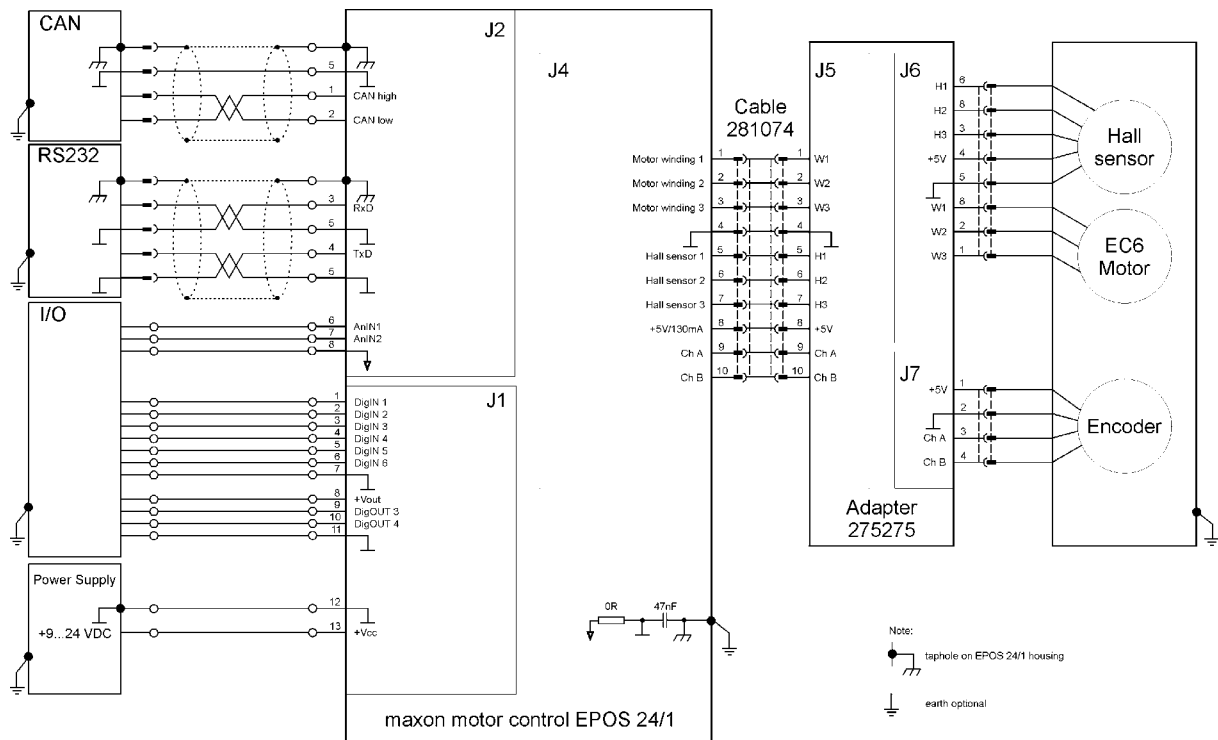 CAN
5
1
CAN high
2
CAN low
RS232
3
RxD
5
4
TxD
5
I/O
6
AnIN1
7
AnIN2
8
J2
J1
1
DigIN 1
2
DigIN 2
3
DigIN 3
4
DigIN 4
5
DigIN 5
6
DigIN 6
7
8
+Vout
9
DigOUT 3
10
DigOUT 4
11
Power Supply
+9...24 VDC
12
13
+Vcc
J4
Motor winding 1
1
1
W1
Motor winding 2
2
2
W2
Motor winding 3
3
3
W3
4
4
Hall sensor 1
5
5
H1
Hall sensor 2
6
6
H2
Hall sensor 3
7
7
H3
+5V/130mA
8
8
+5V
Ch A
9
9
Ch A
Ch B
10
10
Ch B
Cable
281074
0R
47nF
maxon motor control EPOS 24/1
J5
J6
H1
6
H2
8
H3
3
+5V
4
5
W1
8
W2
2
W3
1
J7
+5V
1
2
Ch A
3
Ch B
4
Adapter
275275
Hall
sensor
EC6
Motor
Encoder
Note:
taphole on EPOS 24/1 housing
earth optional